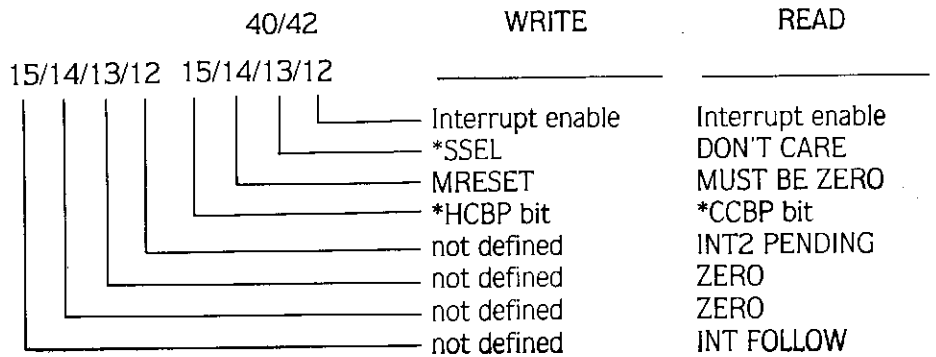 40/42 WRITE READ
15/14/13/12 15/14/13/12
Interrupt enable Interrupt enable
*SSEL DON'T CARE
MRESET MUST BE ZERO
*HCBP bit *CCBP bit
not defined INT2 PENDING
not defined ZERO
not defined ZERO
not defined INT FOLLOW